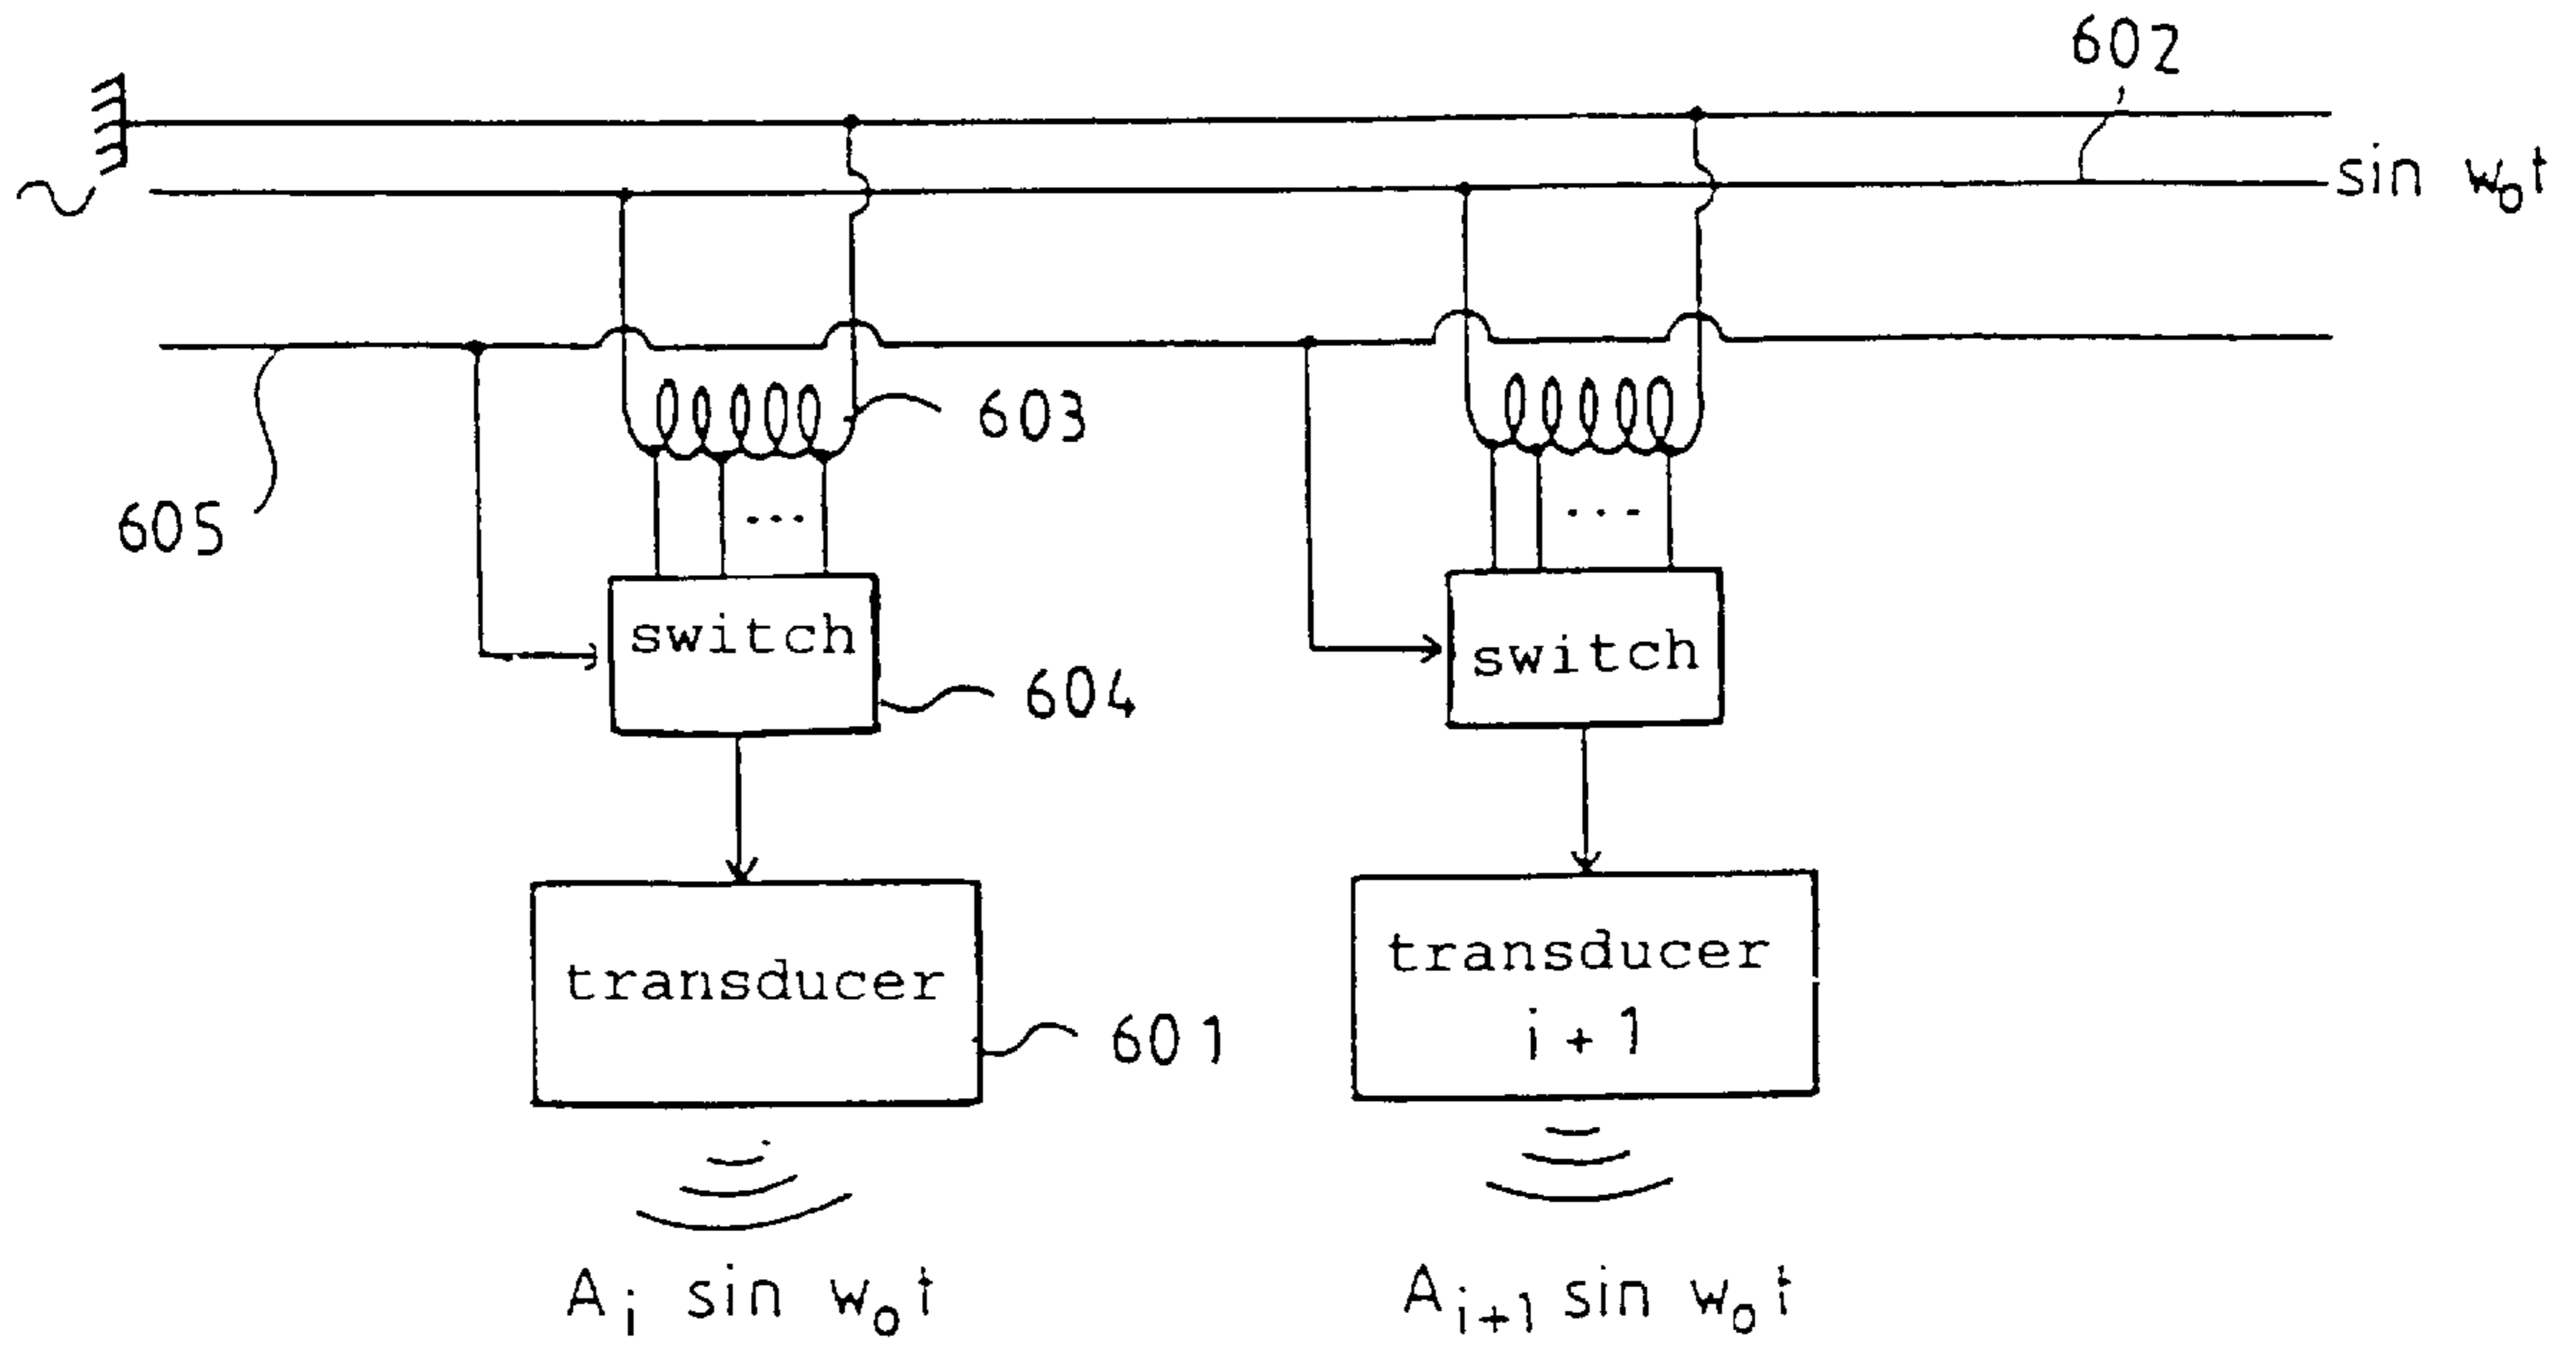 602
sin w₀t
603
605
switch
switch
604
transducer
transducer
i + 1
601
Aᵢ sin w₀t
Aᵢ₊₁ sin w₀t